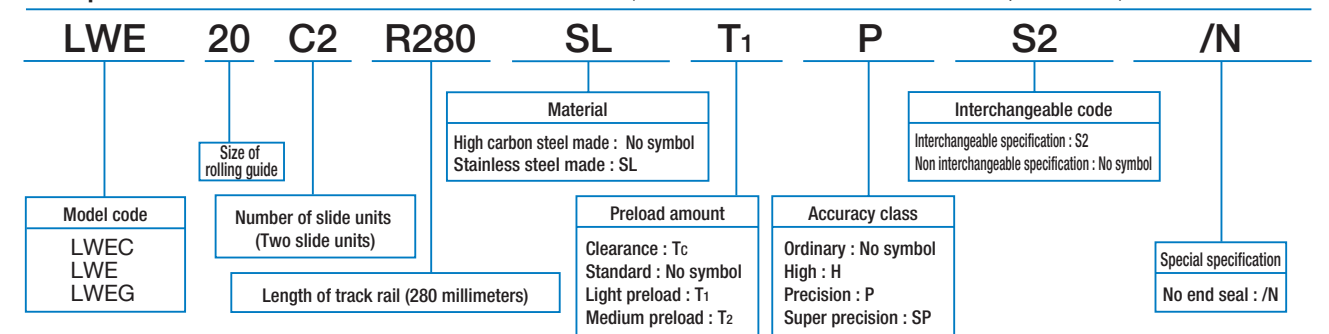 LWE 20 C2 R280 SL T1 P S2 /N
Material
High carbon steel made : No symbol
Stainless steel made : SL
Interchangeable code
Interchangeable specification : S2
Non interchangeable specification : No symbol
Size of
rolling guide
Model code
LWEC
LWE
LWEG
Number of slide units
(Two slide units)
Length of track rail (280 millimeters)
Preload amount
Clearance : Tc
Standard : No symbol
Light preload : T1
Medium preload : T2
Accuracy class
Ordinary : No symbol
High : H
Precision : P
Super precision : SP
Special specification
No end seal : /N